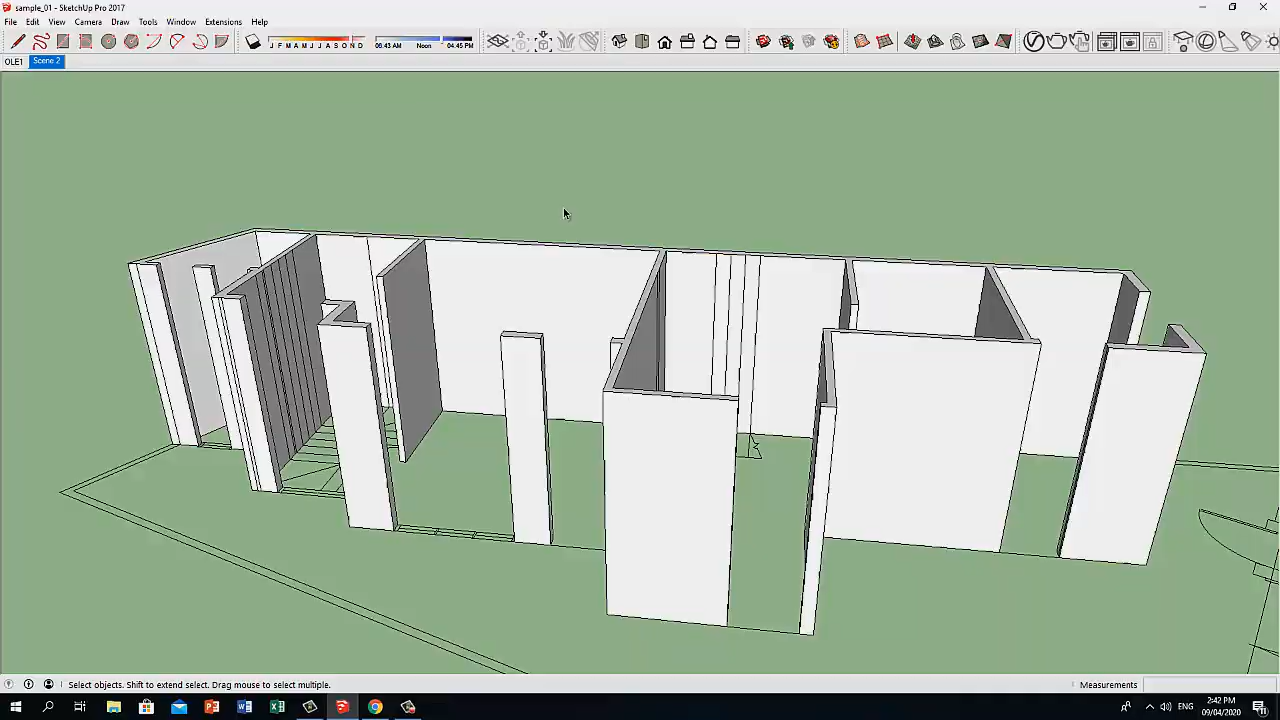 sample_01 - SketchUp Pro 2017
File Edit View Camera Draw Tools Window Extensions Help
J F M A M J J A S O N D 06:43 AM Noon 04:45 PM
OLE1 Scene 2
Select objects. Shift to extend select. Drag mouse to select multiple. Measurements
ENG 2:42 PM
09/04/2020